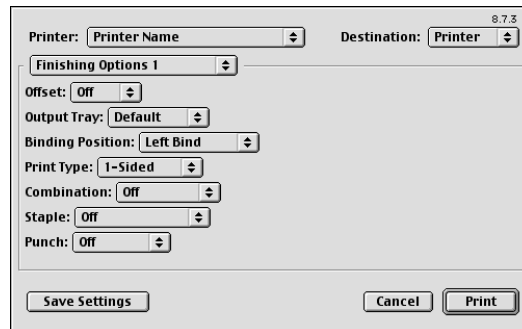 8.7.3
Printer: Printer Name Destination: Printer
Finishing Options 1
Offset: Off
Output Tray: Default
Binding Position: Left Bind
Print Type: 1-Sided
Combination: Off
Staple: Off
Punch: Off
Save Settings Cancel Print